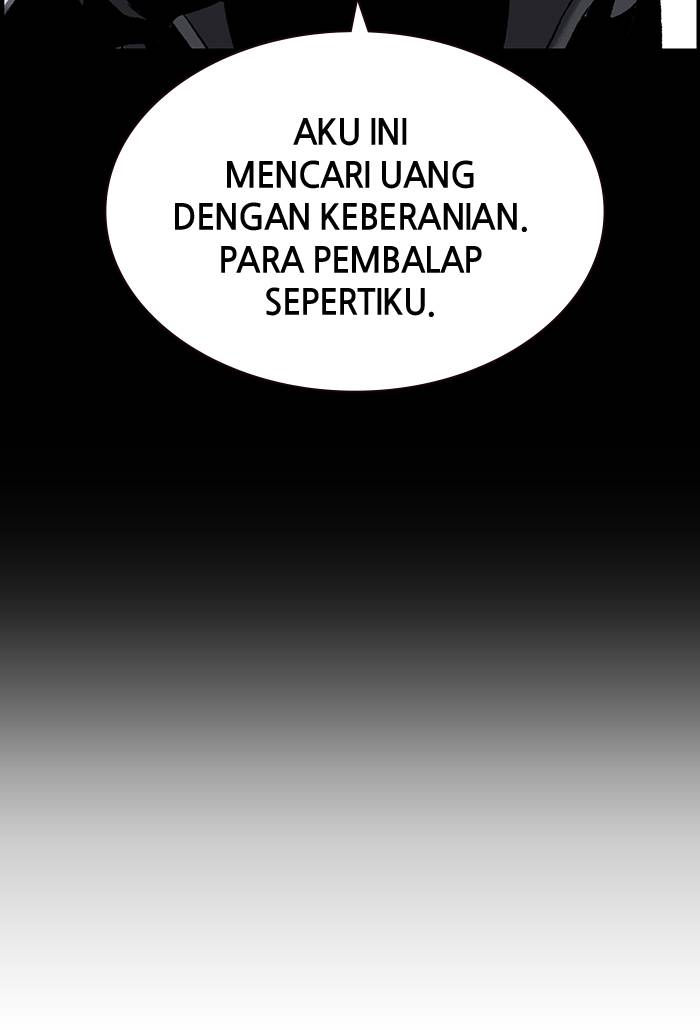 AKU INI
MENCARI UANG
DENGAN KEBERANIAN.
PARA PEMBALAP
SEPERTIKU.